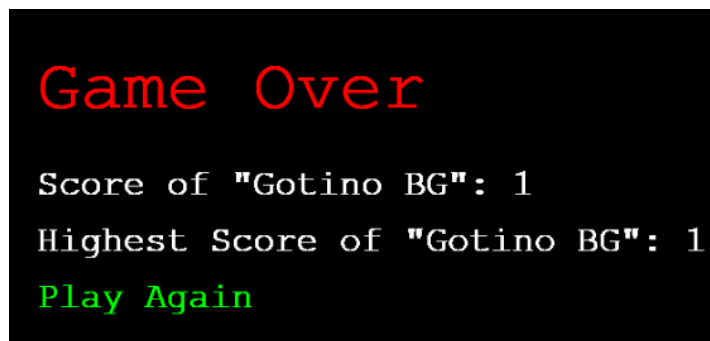 Game Over
Score of "Gotino BG": 1
Highest Score of "Gotino BG": 1
Play Again